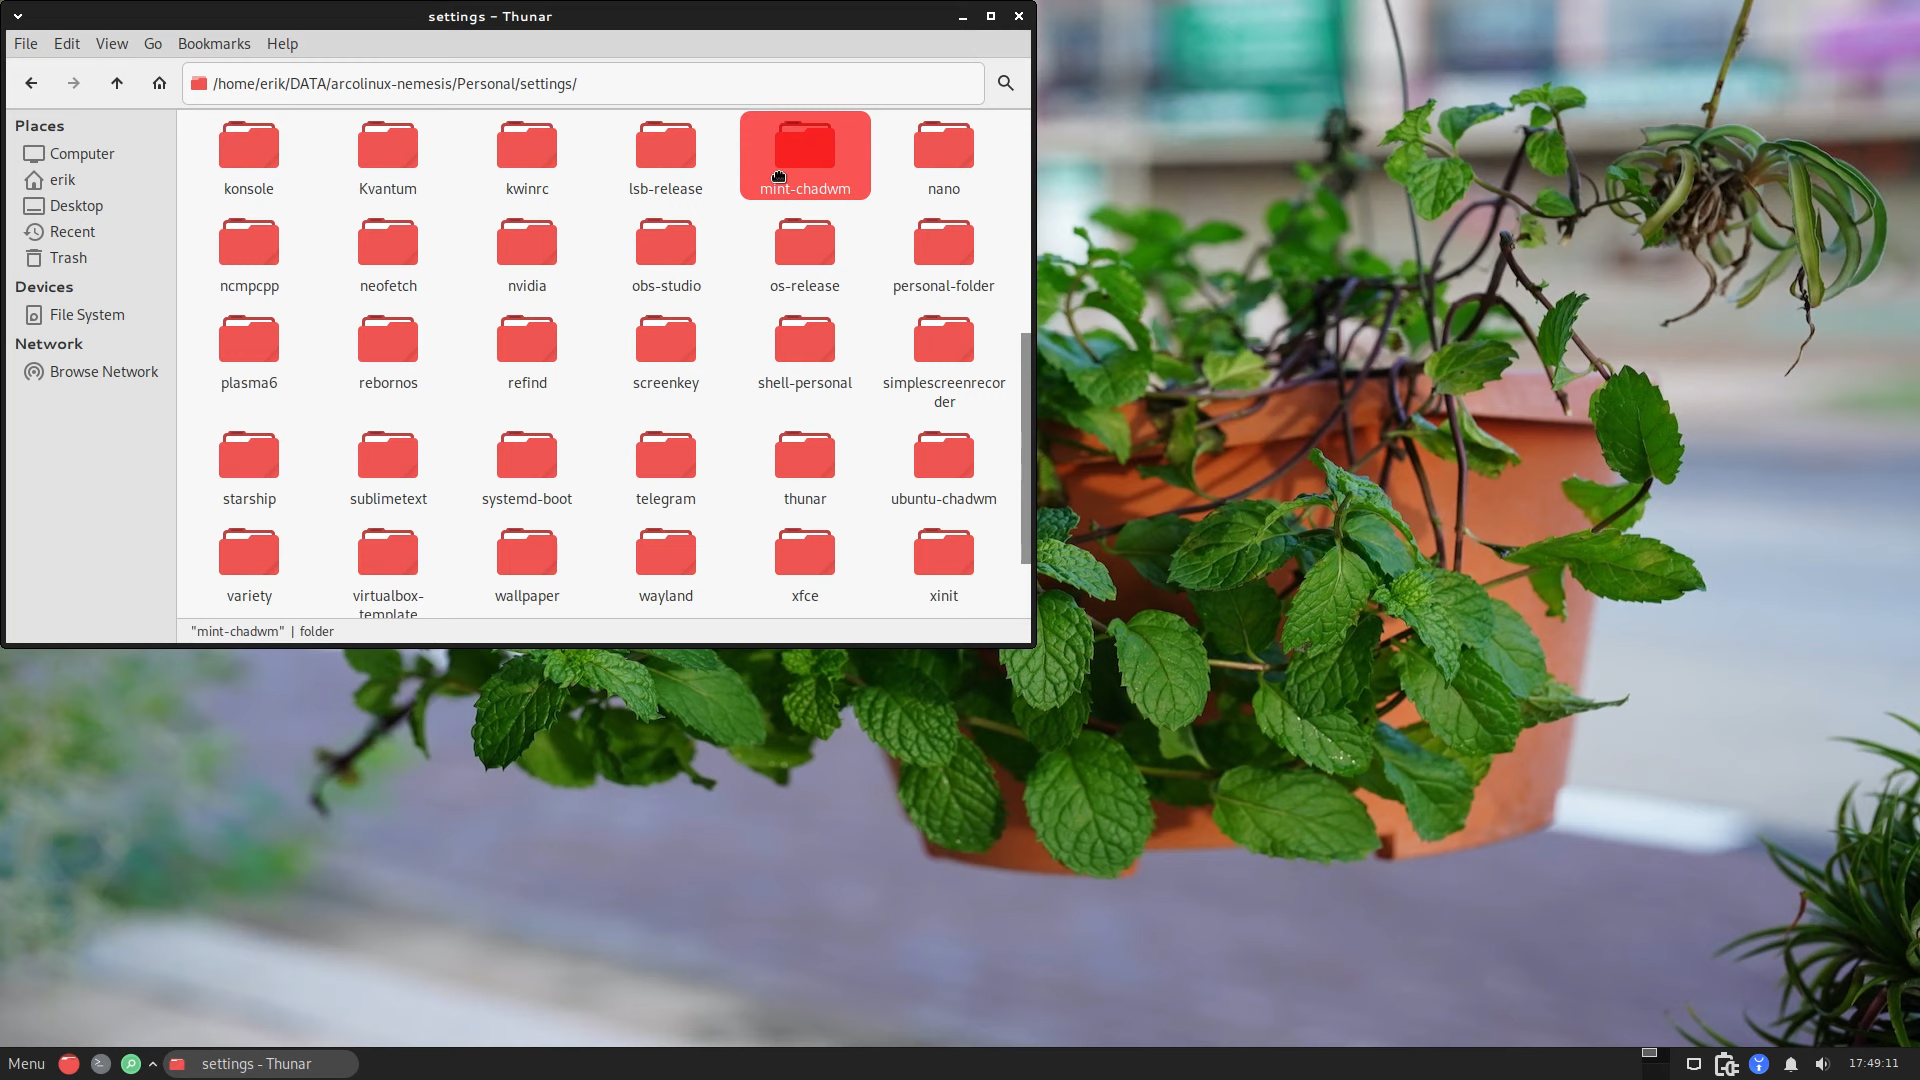 settings – Thunar
File Edit View Go Bookmarks Help
/home/erik/DATA/arcolinux-nemesis/Personal/settings/
Places
Computer
erik
Desktop
Recent
Trash
Devices
File System
Network
Browse Network
konsole Kvantum kwinrc lsb-release mint-chadwm nano
ncmpcpp neofetch nvidia obs-studio os-release personal-folder
plasma6 rebornos refind screenkey shell-personal simplescreenrecor
der
starship sublimetext systemd-boot telegram thunar ubuntu-chadwm
variety virtualbox- wallpaper wayland xfce xinit
template
"mint-chadwm" | folder
Menu settings - Thunar 17:49:11